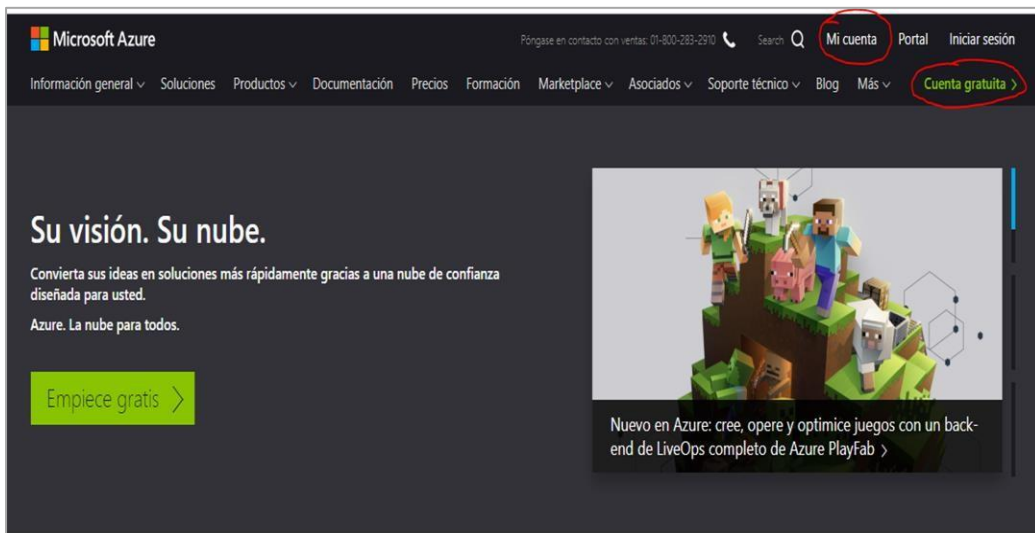 Microsoft Azure
Póngase en contacto con ventas: 01-800-283-2910
Search
Mi cuenta
Portal
Iniciar sesión
Información general
Soluciones
Productos
Documentación
Precios
Formación
Marketplace
Asociados
Soporte técnico
Blog
Más
Cuenta gratuita
Su visión. Su nube.
Convierta sus ideas en soluciones más rápidamente gracias a una nube de confianza
diseñada para usted.
Azure. La nube para todos.
Empiece gratis
Nuevo en Azure: cree, opere y optimice juegos con un back-
end de LiveOps completo de Azure PlayFab